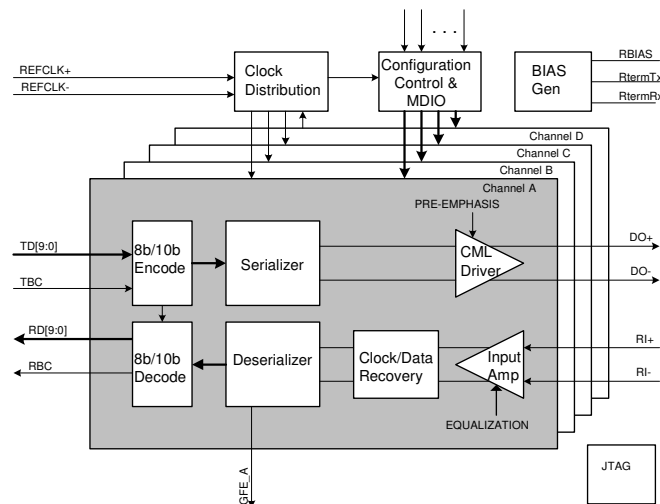 . . .
REFCLK+
REFCLK-
Clock
Distribution
Configuration
Control &
MDIO
BIAS
Gen
RBIAS
RtermTx
RtermRx
Channel D
Channel C
Channel B
Channel A
PRE-EMPHASIS
TD[9:0]
TBC
8b/10b
Encode
Serializer
CML
Driver
DO+
DO-
RD[9:0]
RBC
8b/10b
Decode
Deserializer
Clock/Data
Recovery
Input
Amp
RI+
RI-
EQUALIZATION
GFE_A
JTAG